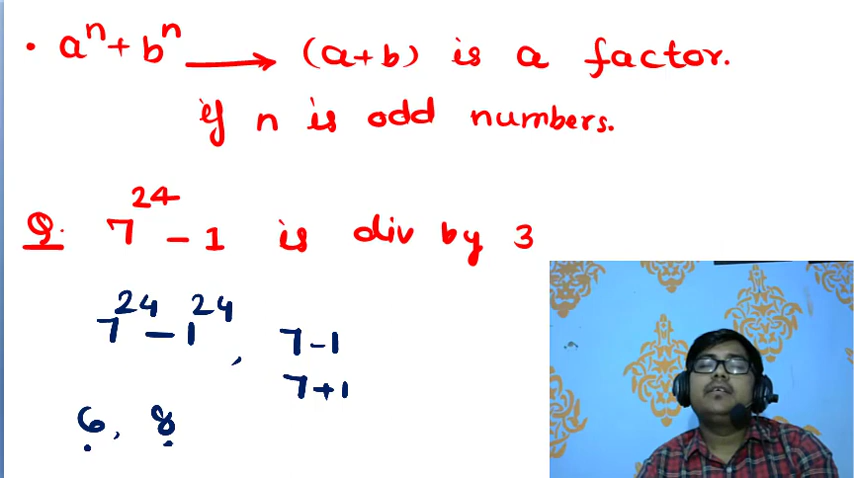 • aⁿ + bⁿ ⟶ (a+b) is a factor.
if n is odd numbers.
Q. 7²⁴ - 1 is div by 3
7²⁴ - 1²⁴, 7-1
7+1
6, 8